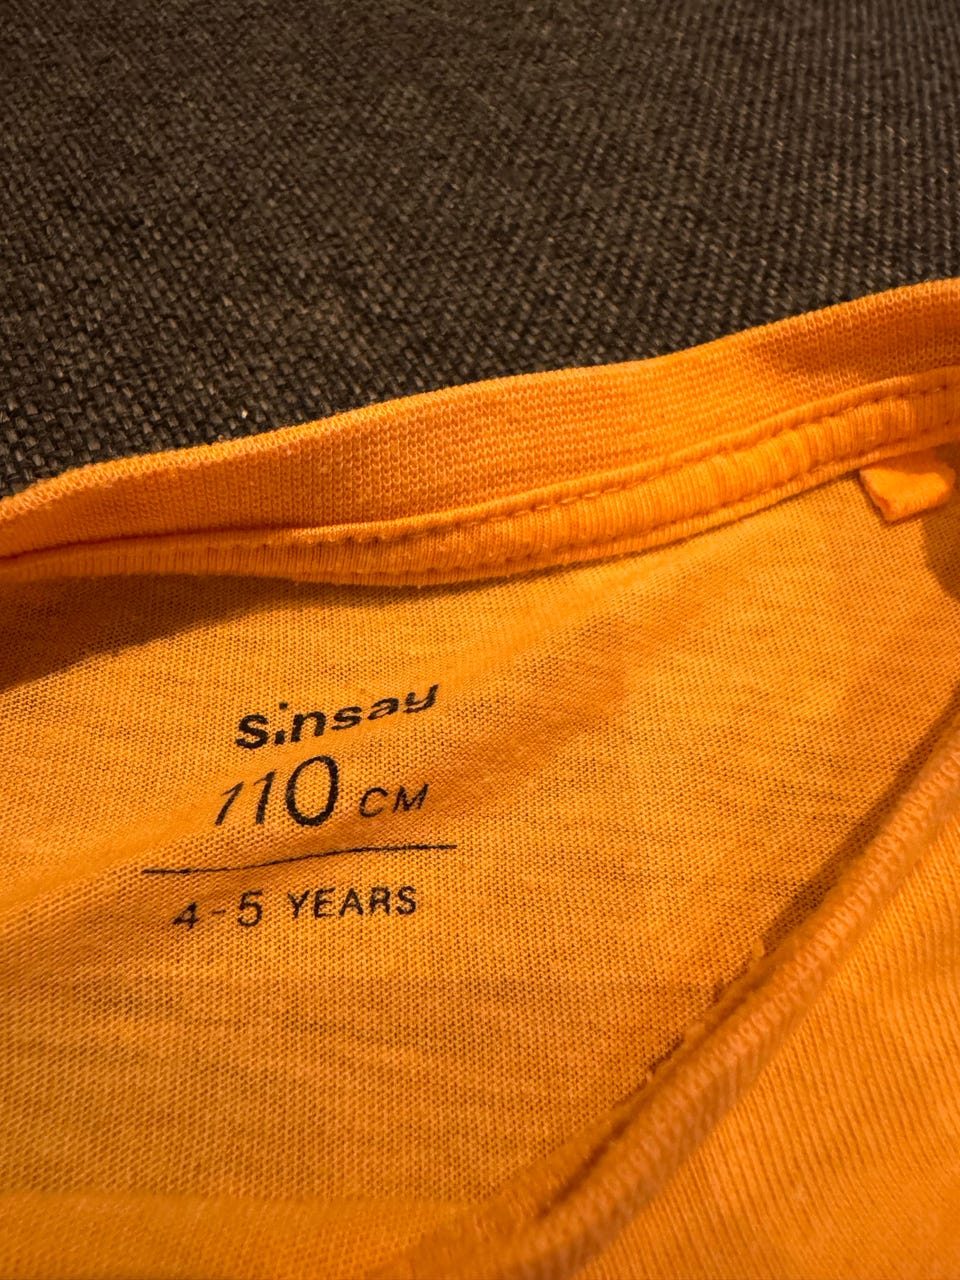 sinsay
110 CM
4-5 YEARS